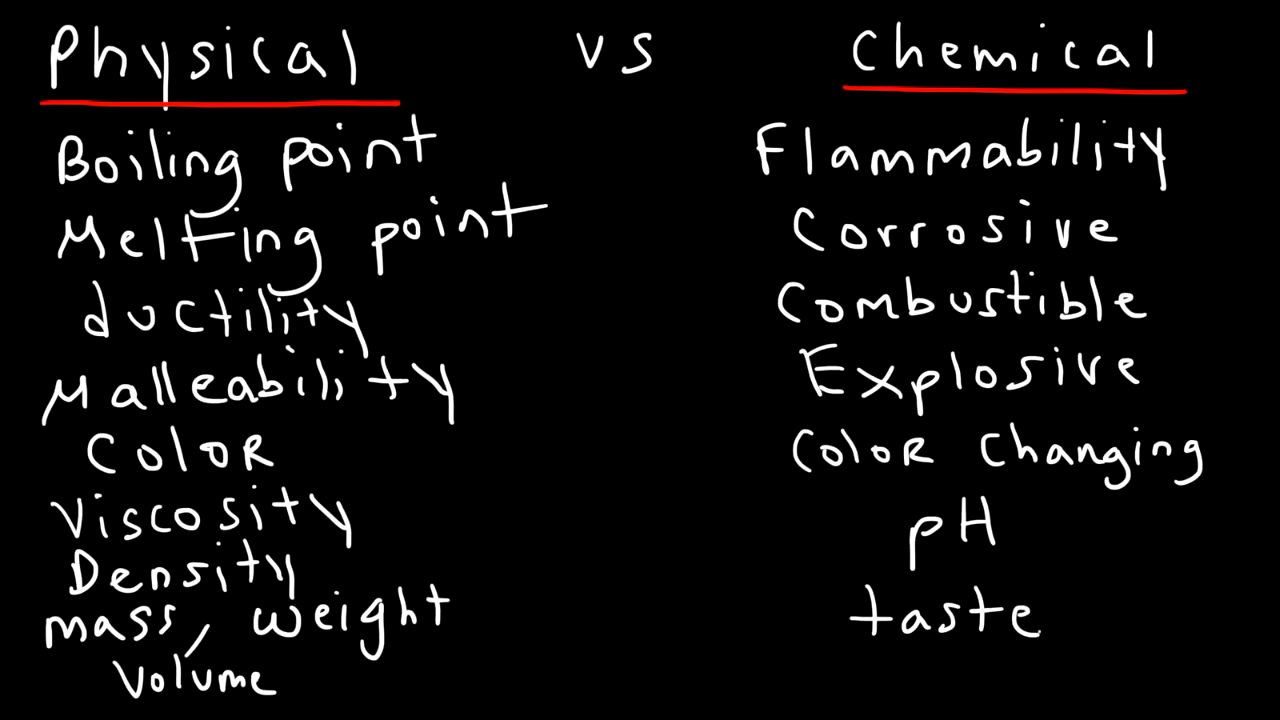 Physical vs Chemical
Boiling point
Melting point
ductility
Malleability
Color
Viscosity
Density
mass, weight
Volume
Flammability
Corrosive
Combustible
Explosive
Color changing
pH
taste